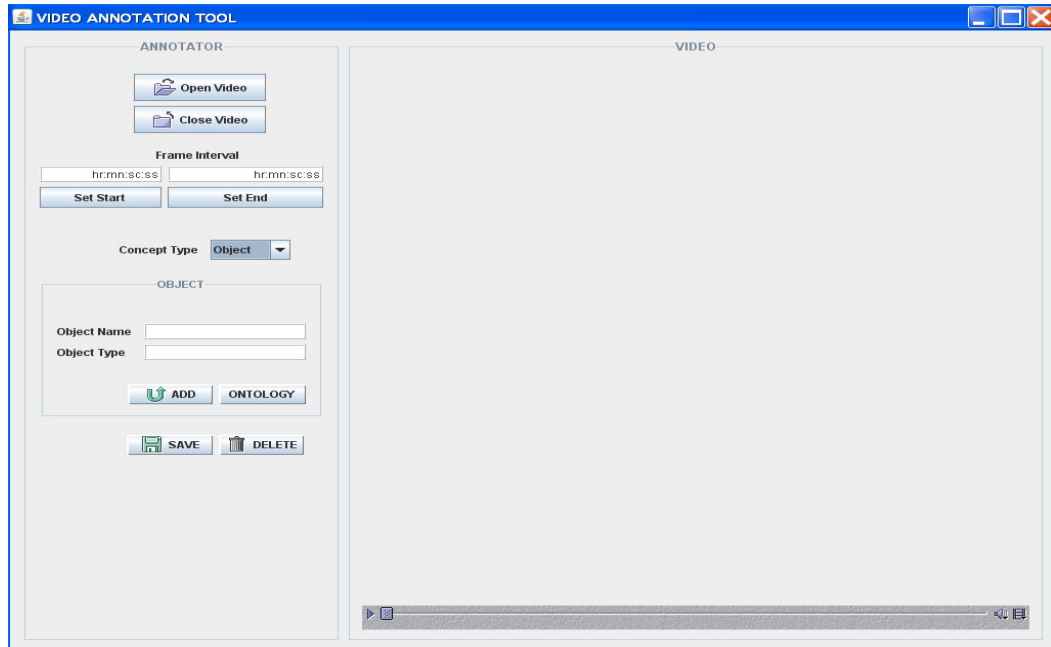 VIDEO ANNOTATION TOOL
ANNOTATOR
Open Video
Close Video
Frame Interval
hr:mn:sc:ss hr:mn:sc:ss
Set Start Set End
Concept Type Object
OBJECT
Object Name
Object Type
ADD ONTOLOGY
SAVE DELETE
VIDEO